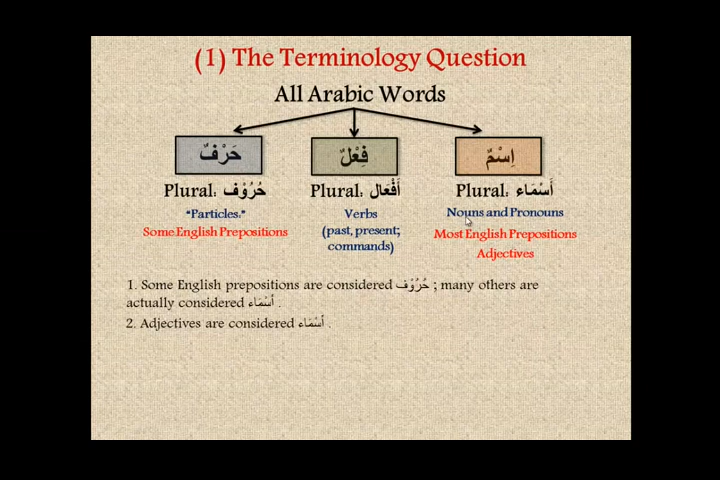 (1) The Terminology Question
All Arabic Words
حَرْفٌ فِعْلٌ اِسْمٌ
Plural: حُرُوْف Plural: أَفْعَال Plural: أَسْمَاء
“Particles.” Verbs Nouns and Pronouns
Some English Prepositions (past, present; Most English Prepositions
commands) Adjectives
1. Some English prepositions are considered حُرُوْف ; many others are
actually considered أَسْمَاء .
2. Adjectives are considered أَسْمَاء .